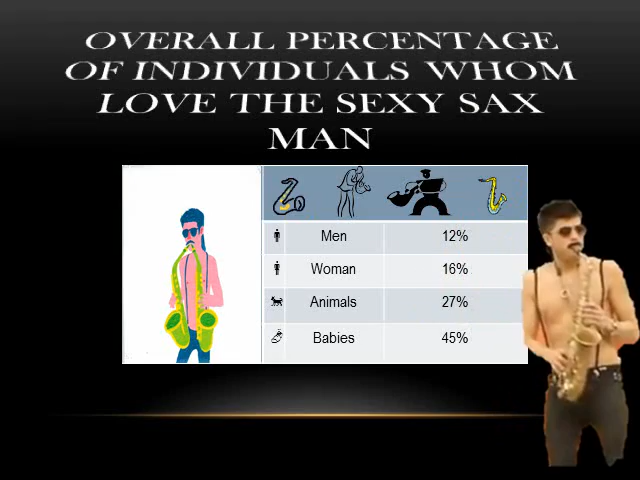 OVERALL PERCENTAGE
OF INDIVIDUALS WHOM
LOVE THE SEXY SAX
MAN
Men 12%
Woman 16%
Animals 27%
Babies 45%